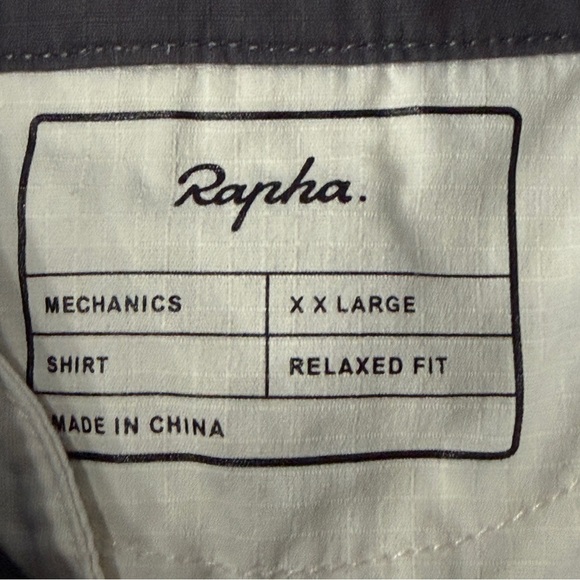 Rapha.
MECHANICS X X LARGE
SHIRT RELAXED FIT
MADE IN CHINA